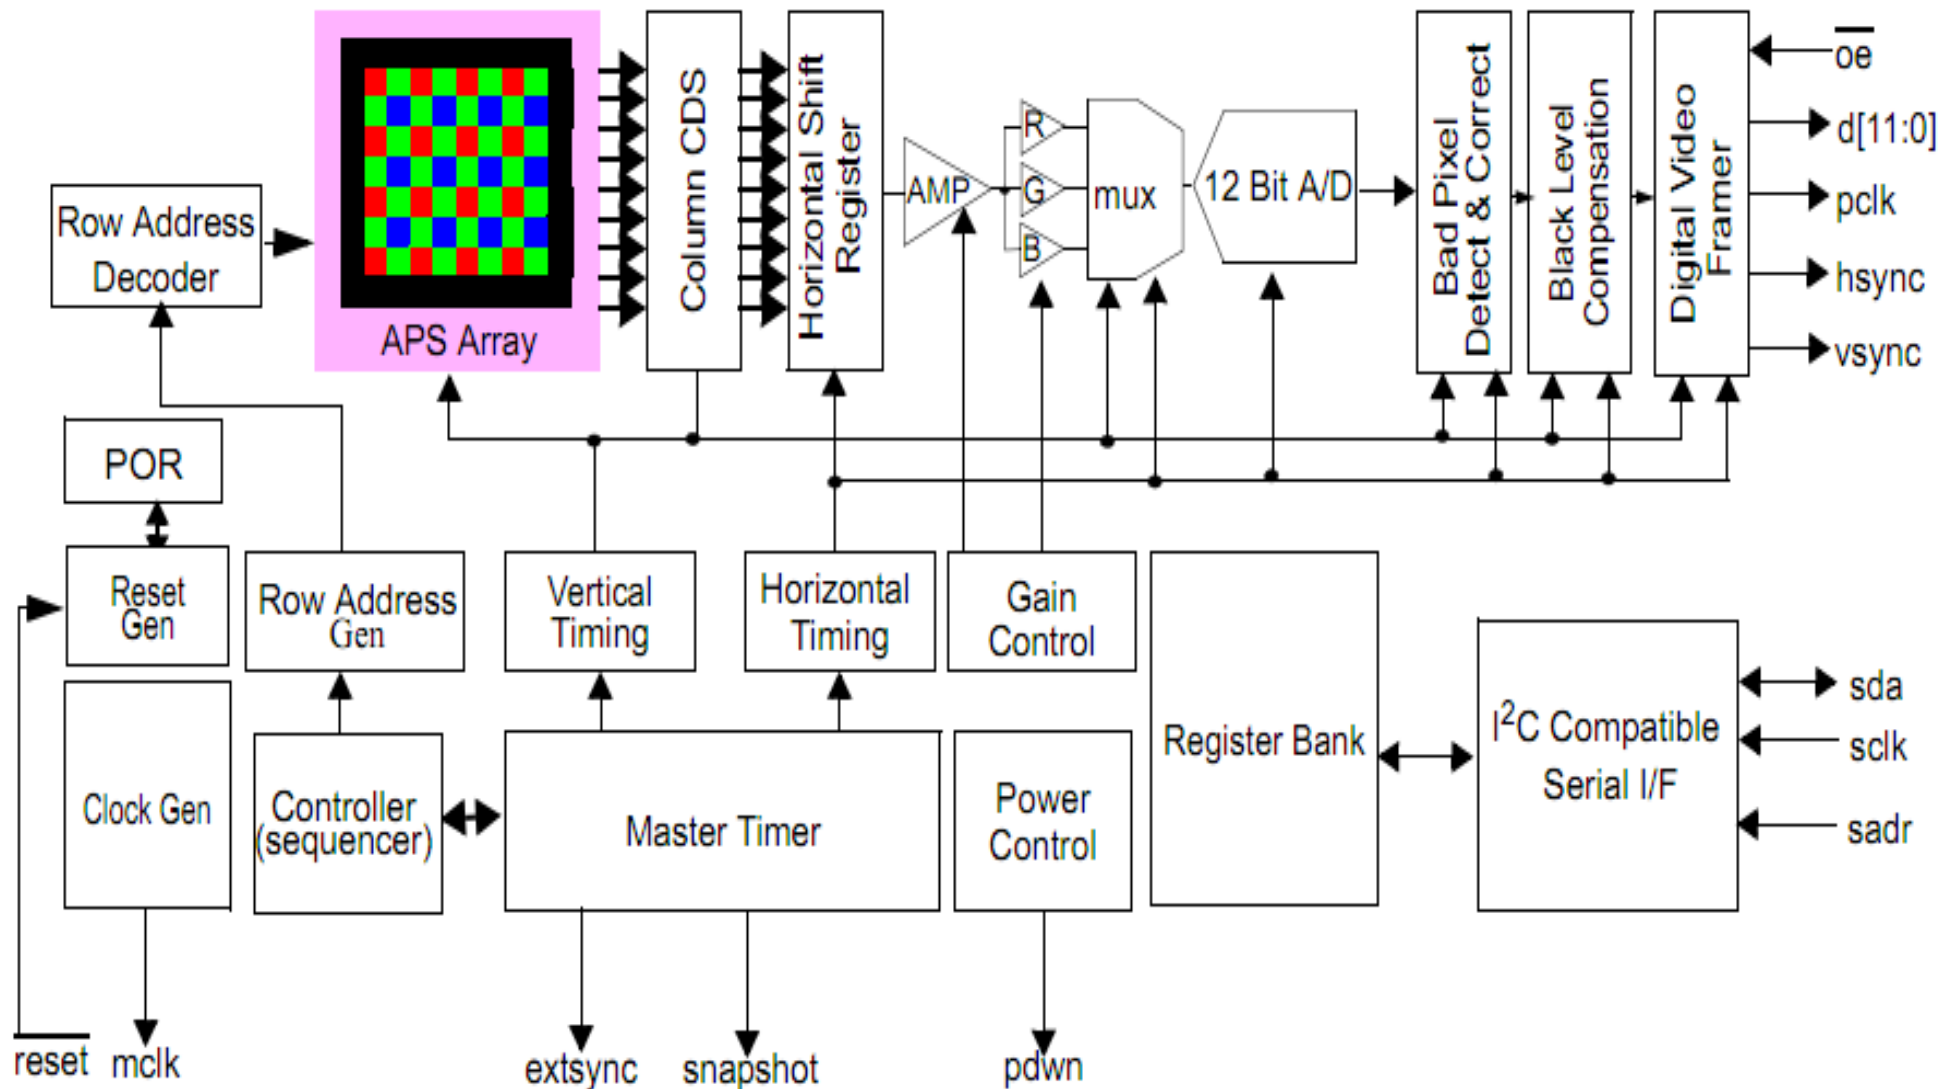 Row Address
Decoder
APS Array
Column CDS
Horizontal Shift
Register
AMP
R
G
B
mux
12 Bit A/D
Bad Pixel
Detect & Correct
Black Level
Compensation
Digital Video
Framer
oe
d[11:0]
pclk
hsync
vsync
POR
Reset
Gen
Row Address
Gen
Vertical
Timing
Horizontal
Timing
Gain
Control
Register Bank
I²C Compatible
Serial I/F
sda
sclk
sadr
Clock Gen
Controller
(sequencer)
Master Timer
Power
Control
reset
mclk
extsync
snapshot
pdwn